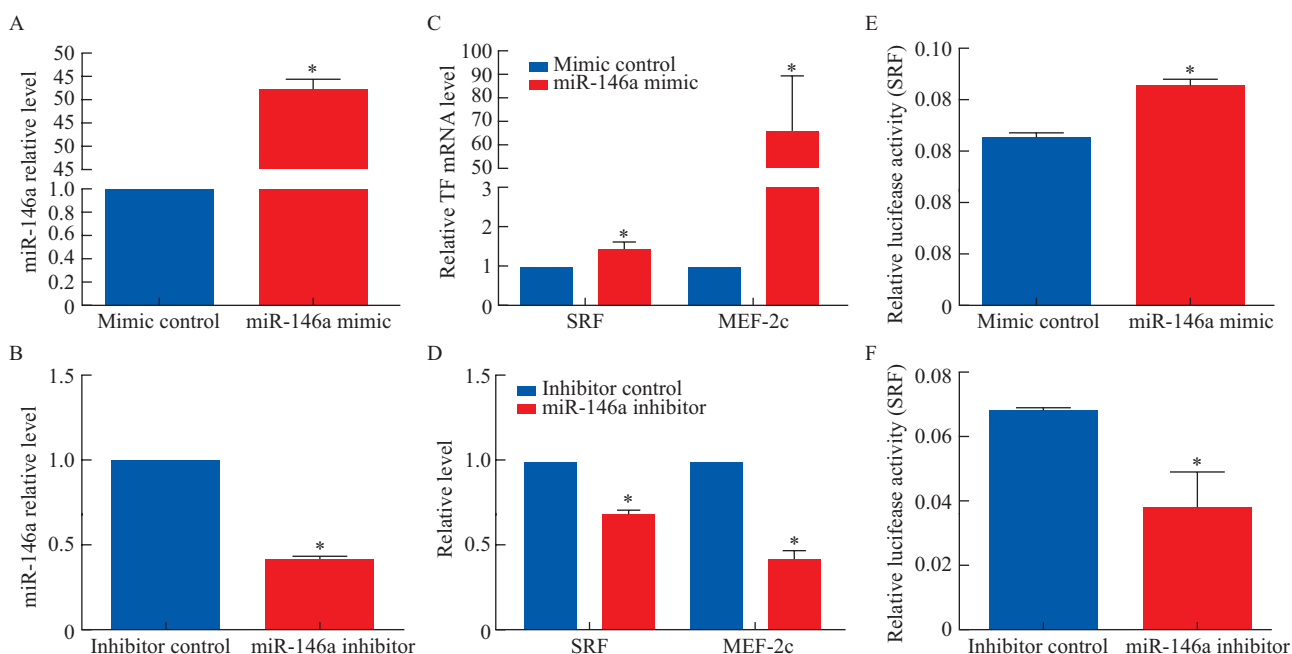 A
miR-146a relative level
50
45
50
45
50
45
1.0
0.8
0.6
0.4
0.2
0
*
Mimic control
miR-146a mimic
C
Relative TF mRNA level
100
90
80
70
60
50
3
2
1
0
Mimic control
miR-146a mimic
*
*
SRF
MEF-2c
E
Relative lucifease activity (SRF)
0.10
0.08
0.08
0.08
0.08
0
*
Mimic control
miR-146a mimic
B
miR-146a relative level
1.5
1.0
0.5
0
*
Inhibitor control
miR-146a inhibitor
D
Relative level
1.5
1.0
0.5
0
Inhibitor control
miR-146a inhibitor
*
*
SRF
MEF-2c
F
Relative lucifease activity (SRF)
0.08
0.06
0.04
0.02
0
*
Inhibitor control
miR-146a inhibitor